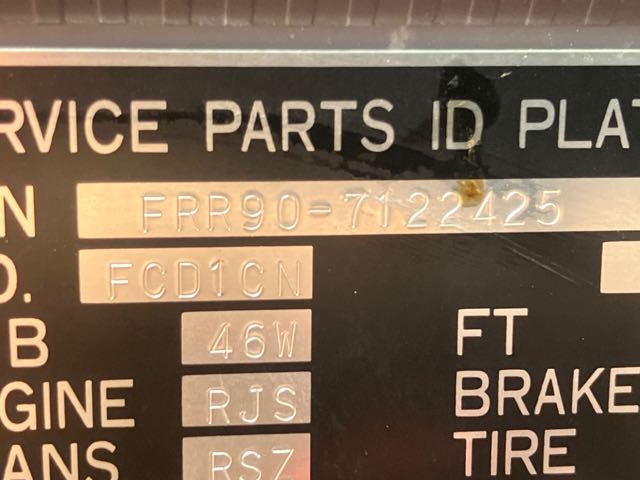 RVICE PARTS ID PLAT
N FRR90-7122425
D. FCD1CN
B 46W FT
GINE RJS BRAKE
ANS RSZ TIRE